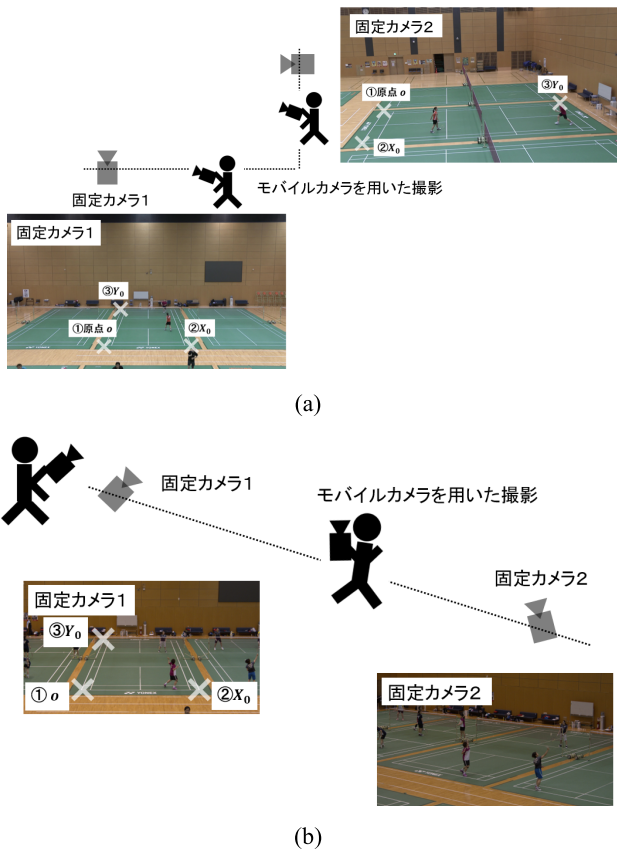 固定カメラ2
①原点 o
③Y₀
②X₀
固定カメラ1
モバイルカメラを用いた撮影
固定カメラ1
③Y₀
①原点 o
②X₀
(a)
固定カメラ1
モバイルカメラを用いた撮影
固定カメラ2
固定カメラ1
③Y₀
① o
②X₀
固定カメラ2
(b)